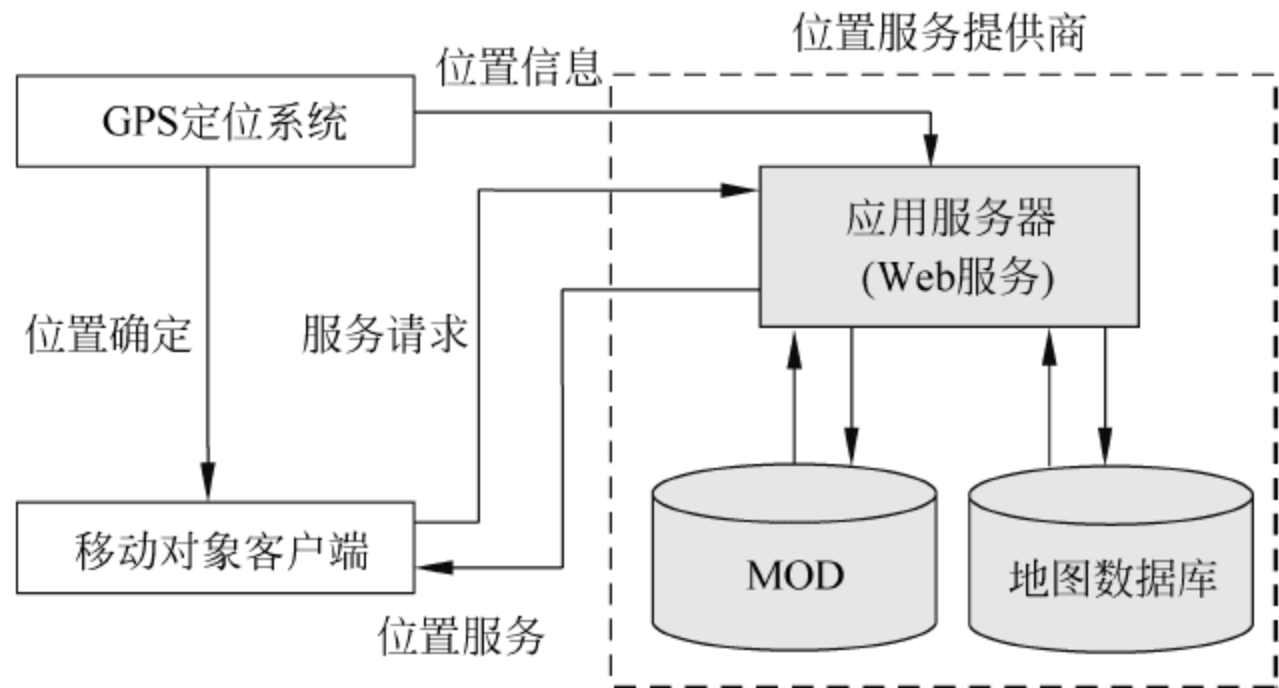 位置服务提供商
位置信息
GPS定位系统
应用服务器
(Web服务)
位置确定
服务请求
移动对象客户端
MOD
地图数据库
位置服务